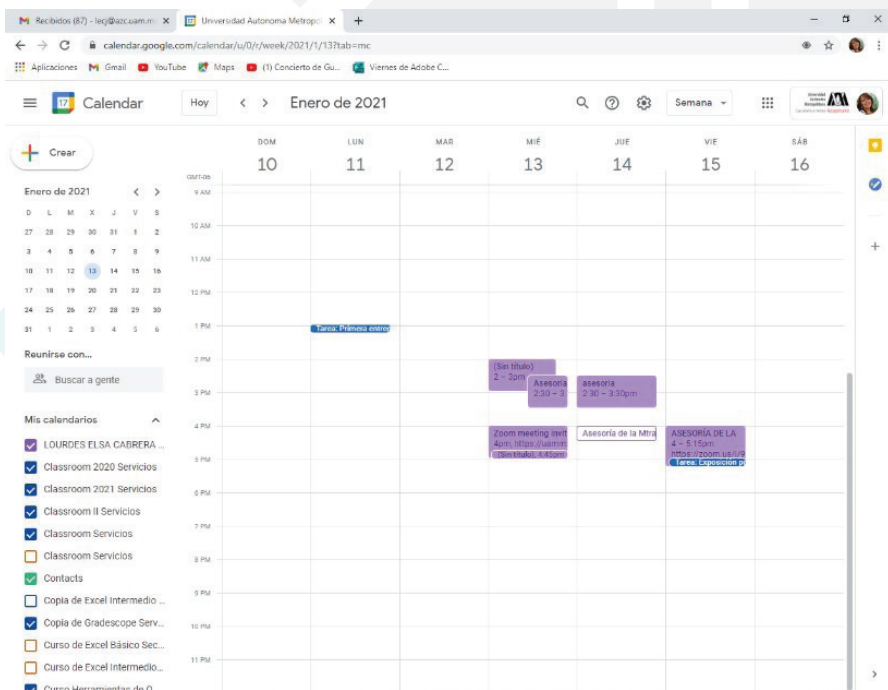 Recibidos (87) - lecj@azc.uam.m
Universidad Autonoma Metropol
calendar.google.com/calendar/u/0/r/week/2021/1/13?tab=mc
Aplicaciones Gmail YouTube Maps (1) Concierto de Gu... Viernes de Adobe C...
17 Calendar Hoy Enero de 2021 Semana
Crear
Enero de 2021
D L M X J V S
27 28 29 30 31 1 2
3 4 5 6 7 8 9
10 11 12 13 14 15 16
17 18 19 20 21 22 23
24 25 26 27 28 29 30
31 1 2 3 4 5 6
Reunirse con...
Buscar a gente
Mis calendarios
LOURDES ELSA CABRERA ...
Classroom 2020 Servicios
Classroom 2021 Servicios
Classroom II Servicios
Classroom Servicios
Contacts
Copia de Excel Intermedio ...
Copia de Gradescope Serv...
Curso de Excel Básico Sec...
Curso de Excel Intermedio...
Curso Herramientas de O
DOM LUN MAR MIÉ JUE VIE SÁB
10 11 12 13 14 15 16
GMT-06
9 AM
10 AM
11 AM
12 PM
1 PM
2 PM
3 PM
4 PM
5 PM
6 PM
7 PM
8 PM
9 PM
10 PM
11 PM
Tarea: Primera entreg
(Sin título)
2 – 3pm
Asesoría
2:30 – 3
asesoria
2:30 – 3:30pm
Zoom meeting invit
4pm, https://uamm
(Sin título), 4:45pm
Asesoría de la Mtra
ASESORÍA DE LA
4 – 5:15pm
https://zoom.us/j/9
Tarea: Exposición p